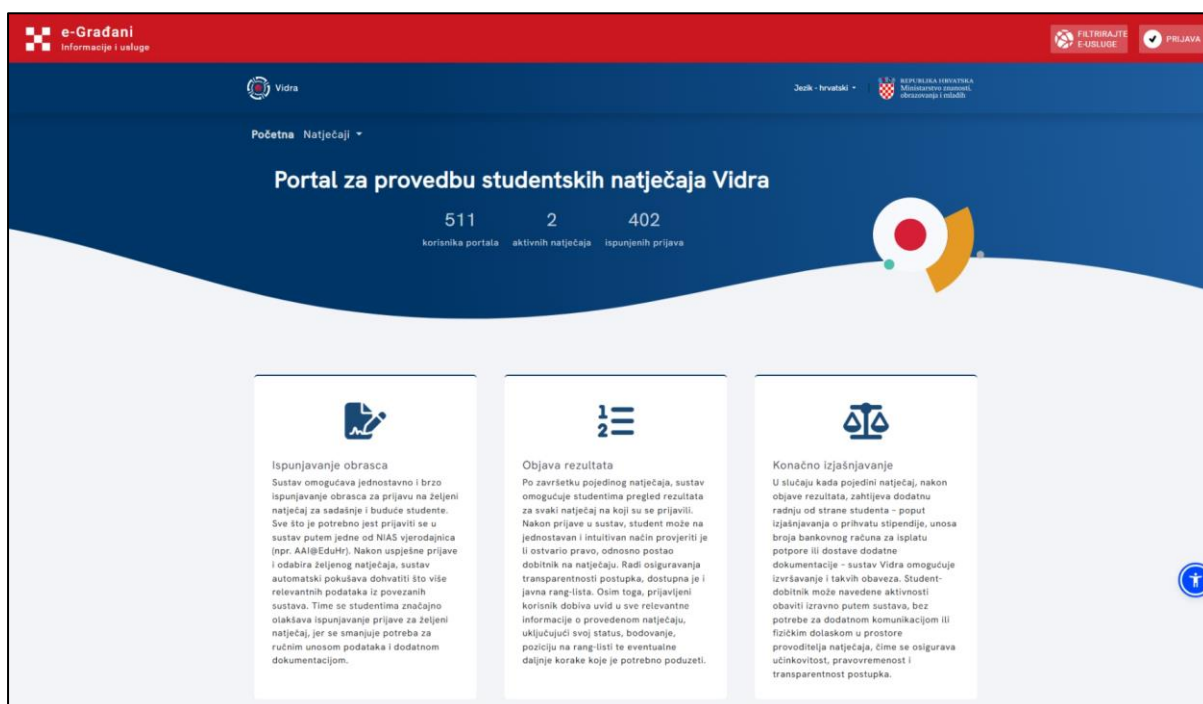 e-Građani
Informacije i usluge
FILTRIRAJTE
E-USLUGE
PRIJAVA
Vidra
Jezik - hrvatski
REPUBLIKA HRVATSKA
Ministarstvo znanosti,
obrazovanja i mladih
Početna Natječaji
Portal za provedbu studentskih natječaja Vidra
511 2 402
korisnika portala aktivnih natječaja ispunjenih prijava
1
2
Ispunjavanje obrasca
Sustav omogućava jednostavno i brzo
ispunjavanje obrasca za prijavu na željeni
natječaj za sadašnje i buduće studente.
Sve što je potrebno jest prijaviti se u
sustav putem jedne od NIAS vjerodajnica
(npr. AAI@EduHr). Nakon uspješne prijave
i odabira željenog natječaja, sustav
automatski pokušava dohvatiti što više
relevantnih podataka iz povezanih
sustava. Time se studentima značajno
olakšava ispunjavanje prijave za željeni
natječaj, jer se smanjuje potreba za
ručnim unosom podataka i dodatnom
dokumentacijom.
Objava rezultata
Po završetku pojedinog natječaja, sustav
omogućuje studentima pregled rezultata
za svaki natječaj na koji su se prijavili.
Nakon prijave u sustav, student može na
jednostavan i intuitivan način provjeriti je
li ostvario pravo, odnosno postao
dobitnik na natječaju. Radi osiguravanja
transparentnosti postupka, dostupna je i
javna rang-lista. Osim toga, prijavljeni
korisnik dobiva uvid u sve relevantne
informacije o provedenom natječaju,
uključujući svoj status, bodovanje,
poziciju na rang-listi te eventualne
daljnje korake koje je potrebno poduzeti.
Konačno izjašnjavanje
U slučaju kada pojedini natječaj, nakon
objave rezultata, zahtijeva dodatnu
radnju od strane studenta – poput
izjašnjavanja o prihvatu stipendije, unosa
broja bankovnog računa za isplatu
potpore ili dostave dodatne
dokumentacije – sustav Vidra omogućuje
izvršavanje i takvih obaveza. Student-
dobitnik može navedene aktivnosti
obaviti izravno putem sustava, bez
potrebe za dodatnom komunikacijom ili
fizičkim dolaskom u prostore
provoditelja natječaja, čime se osigurava
učinkovitost, pravovremenost i
transparentnost postupka.